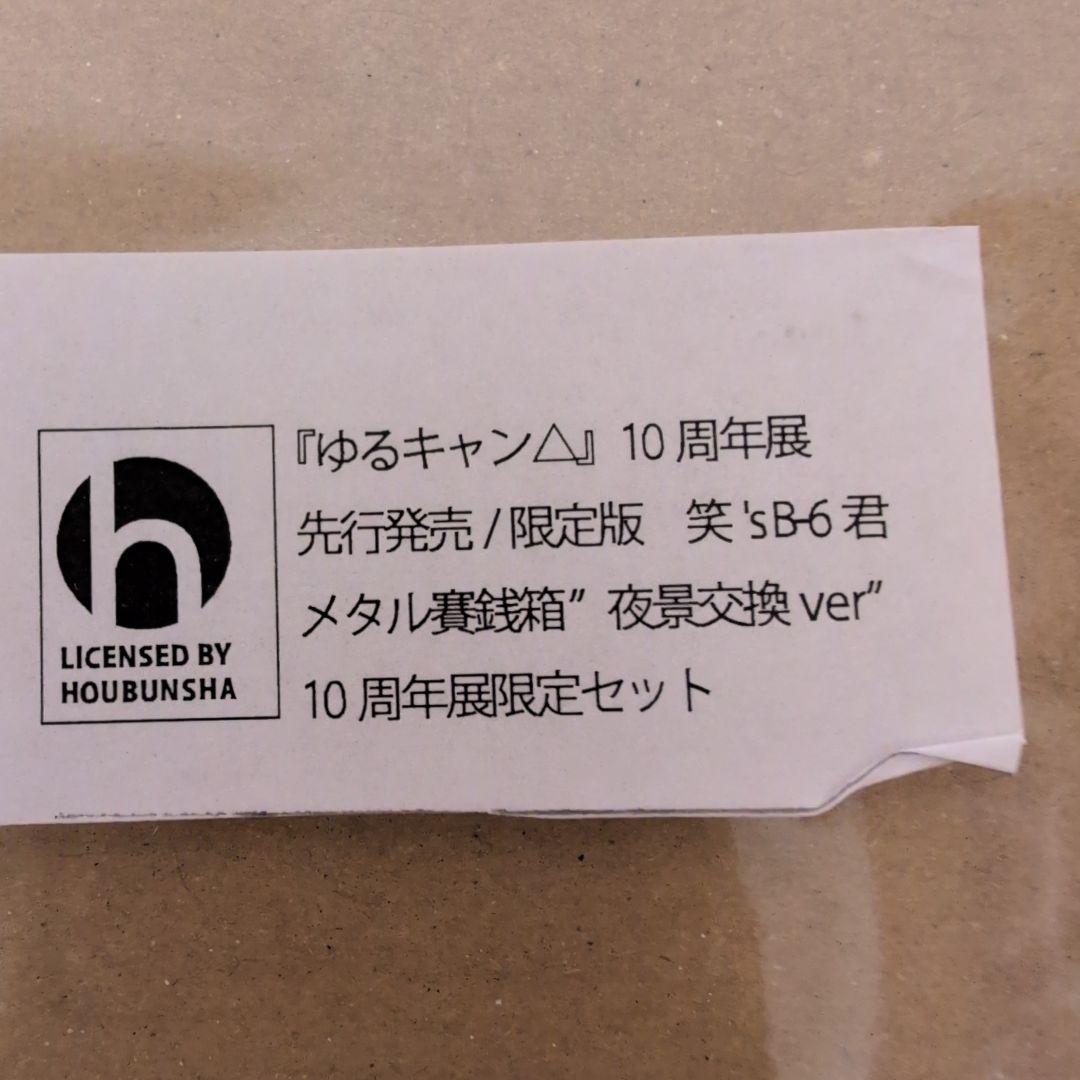 h
LICENSED BY
HOUBUNSHA
『ゆるキャン△』10周年展
先行発売/限定版　笑'sB-6君
メタル賽銭箱”夜景交換ver”
10周年展限定セット